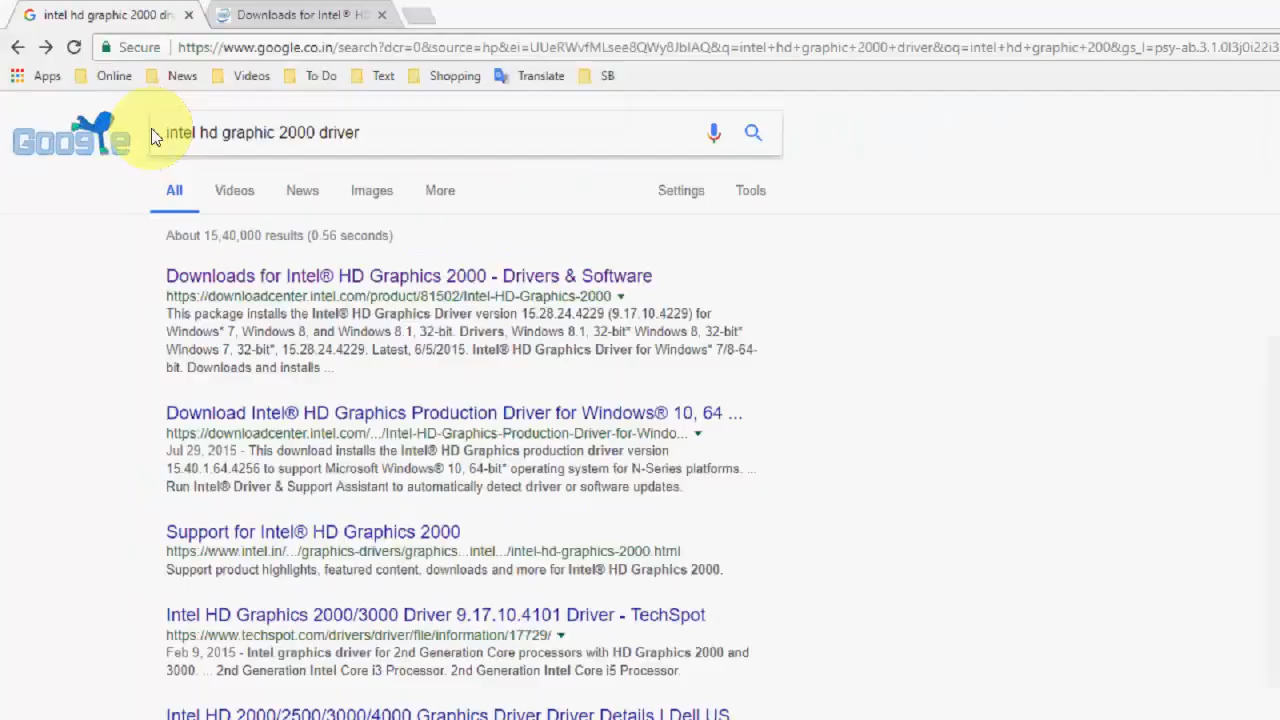 intel hd graphic 2000 dr
Downloads for Intel® H
Secure
https://www.google.co.in/search?dcr=0&source=hp&ei=UUeRWvfMLsee8QWy8JbIAQ&q=intel+hd+graphic+2000+driver&oq=intel+hd+graphic+200&gs_l=psy-ab.3.1.0l3j0i22i3
Apps
Online
News
Videos
To Do
Text
Shopping
Translate
SB
Google
intel hd graphic 2000 driver
All
Videos
News
Images
More
Settings
Tools
About 15,40,000 results (0.56 seconds)
Downloads for Intel® HD Graphics 2000 - Drivers & Software
https://downloadcenter.intel.com/product/81502/Intel-HD-Graphics-2000
This package installs the Intel® HD Graphics Driver version 15.28.24.4229 (9.17.10.4229) for
Windows* 7, Windows 8, and Windows 8.1, 32-bit. Drivers, Windows 8.1, 32-bit* Windows 8, 32-bit*
Windows 7, 32-bit*, 15.28.24.4229. Latest, 6/5/2015. Intel® HD Graphics Driver for Windows* 7/8-64-
bit. Downloads and installs ...
Download Intel® HD Graphics Production Driver for Windows® 10, 64 ...
https://downloadcenter.intel.com/.../Intel-HD-Graphics-Production-Driver-for-Windo...
Jul 29, 2015 - This download installs the Intel® HD Graphics production driver version
15.40.1.64.4256 to support Microsoft Windows® 10, 64-bit* operating system for N-Series platforms. ...
Run Intel® Driver & Support Assistant to automatically detect driver or software updates.
Support for Intel® HD Graphics 2000
https://www.intel.in/.../graphics-drivers/graphics...intel.../intel-hd-graphics-2000.html
Support product highlights, featured content, downloads and more for Intel® HD Graphics 2000.
Intel HD Graphics 2000/3000 Driver 9.17.10.4101 Driver - TechSpot
https://www.techspot.com/drivers/driver/file/information/17729/
Feb 9, 2015 - Intel graphics driver for 2nd Generation Core processors with HD Graphics 2000 and
3000. ... 2nd Generation Intel Core i3 Processor. 2nd Generation Intel Core i5 Processor.
Intel HD 2000/2500/3000/4000 Graphics Driver Driver Details | Dell US